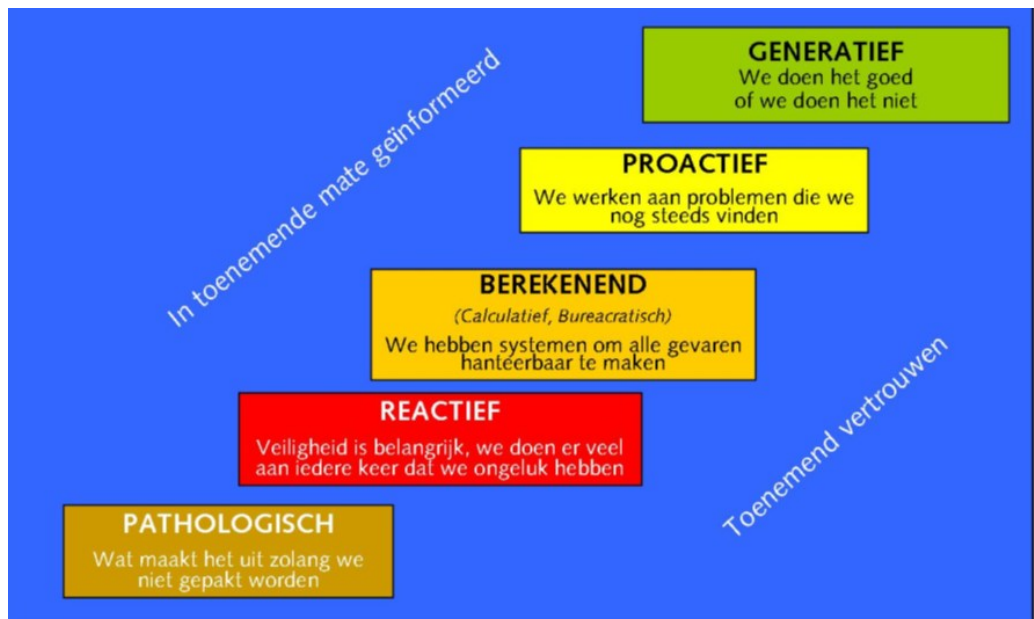 GENERATIEF
We doen het goed
of we doen het niet
In toenemende mate geïnformeerd
PROACTIEF
We werken aan problemen die we
nog steeds vinden
BEREKENEND
(Calculatief, Bureacratisch)
We hebben systemen om alle gevaren
hanteerbaar te maken
Toenemend vertrouwen
REACTIEF
Veiligheid is belangrijk, we doen er veel
aan iedere keer dat we ongeluk hebben
PATHOLOGISCH
Wat maakt het uit zolang we
niet gepakt worden